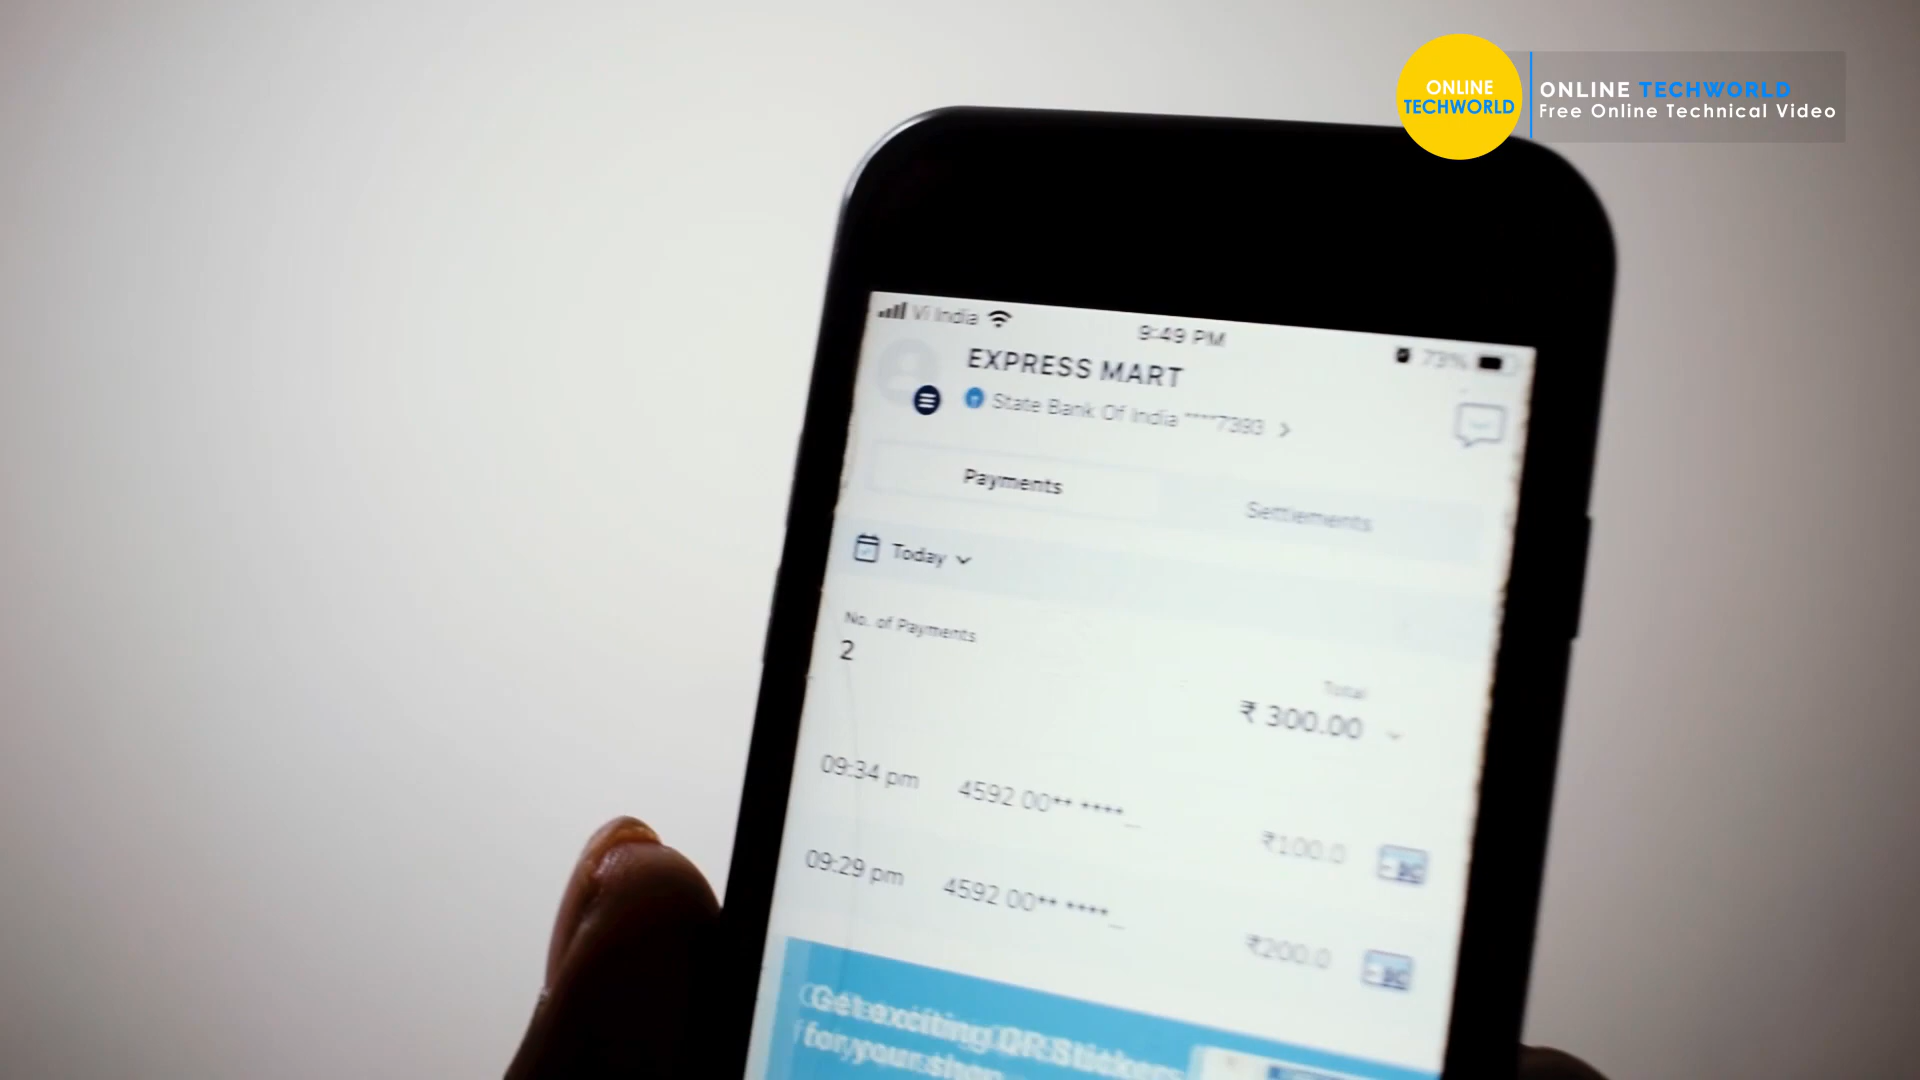 ONLINE
TECHWORLD
ONLINE TECHWORLD
Free Online Technical Video
Vi India
9:49 PM
73%
EXPRESS MART
State Bank Of India ****7393 >
Payments
Settlements
Today
No. of Payments
2
Total
₹ 300.00
09:34 pm 4592 00** ****_ ₹100.0
09:29 pm 4592 00** ****_ ₹200.0
Get exciting QR Stickers
for your shop